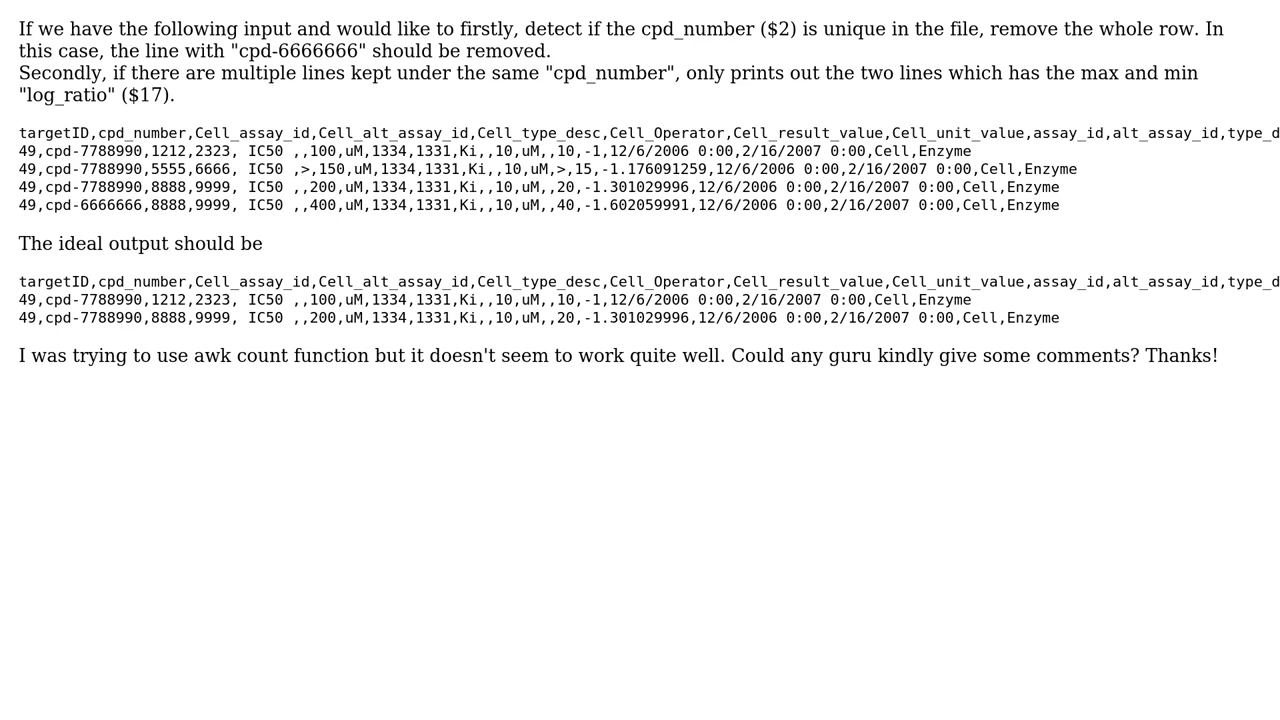 If we have the following input and would like to firstly, detect if the cpd_number ($2) is unique in the file, remove the whole row. In
this case, the line with "cpd-6666666" should be removed.
Secondly, if there are multiple lines kept under the same "cpd_number", only prints out the two lines which has the max and min
"log_ratio" ($17).
targetID,cpd_number,Cell_assay_id,Cell_alt_assay_id,Cell_type_desc,Cell_Operator,Cell_result_value,Cell_unit_value,assay_id,alt_assay_id,type_d
49,cpd-7788990,1212,2323, IC50 ,,100,uM,1334,1331,Ki,,10,uM,,10,-1,12/6/2006 0:00,2/16/2007 0:00,Cell,Enzyme
49,cpd-7788990,5555,6666, IC50 ,>,150,uM,1334,1331,Ki,,10,uM,>,15,-1.176091259,12/6/2006 0:00,2/16/2007 0:00,Cell,Enzyme
49,cpd-7788990,8888,9999, IC50 ,,200,uM,1334,1331,Ki,,10,uM,,20,-1.301029996,12/6/2006 0:00,2/16/2007 0:00,Cell,Enzyme
49,cpd-6666666,8888,9999, IC50 ,,400,uM,1334,1331,Ki,,10,uM,,40,-1.602059991,12/6/2006 0:00,2/16/2007 0:00,Cell,Enzyme
The ideal output should be
targetID,cpd_number,Cell_assay_id,Cell_alt_assay_id,Cell_type_desc,Cell_Operator,Cell_result_value,Cell_unit_value,assay_id,alt_assay_id,type_d
49,cpd-7788990,1212,2323, IC50 ,,100,uM,1334,1331,Ki,,10,uM,,10,-1,12/6/2006 0:00,2/16/2007 0:00,Cell,Enzyme
49,cpd-7788990,8888,9999, IC50 ,,200,uM,1334,1331,Ki,,10,uM,,20,-1.301029996,12/6/2006 0:00,2/16/2007 0:00,Cell,Enzyme
I was trying to use awk count function but it doesn't seem to work quite well. Could any guru kindly give some comments? Thanks!